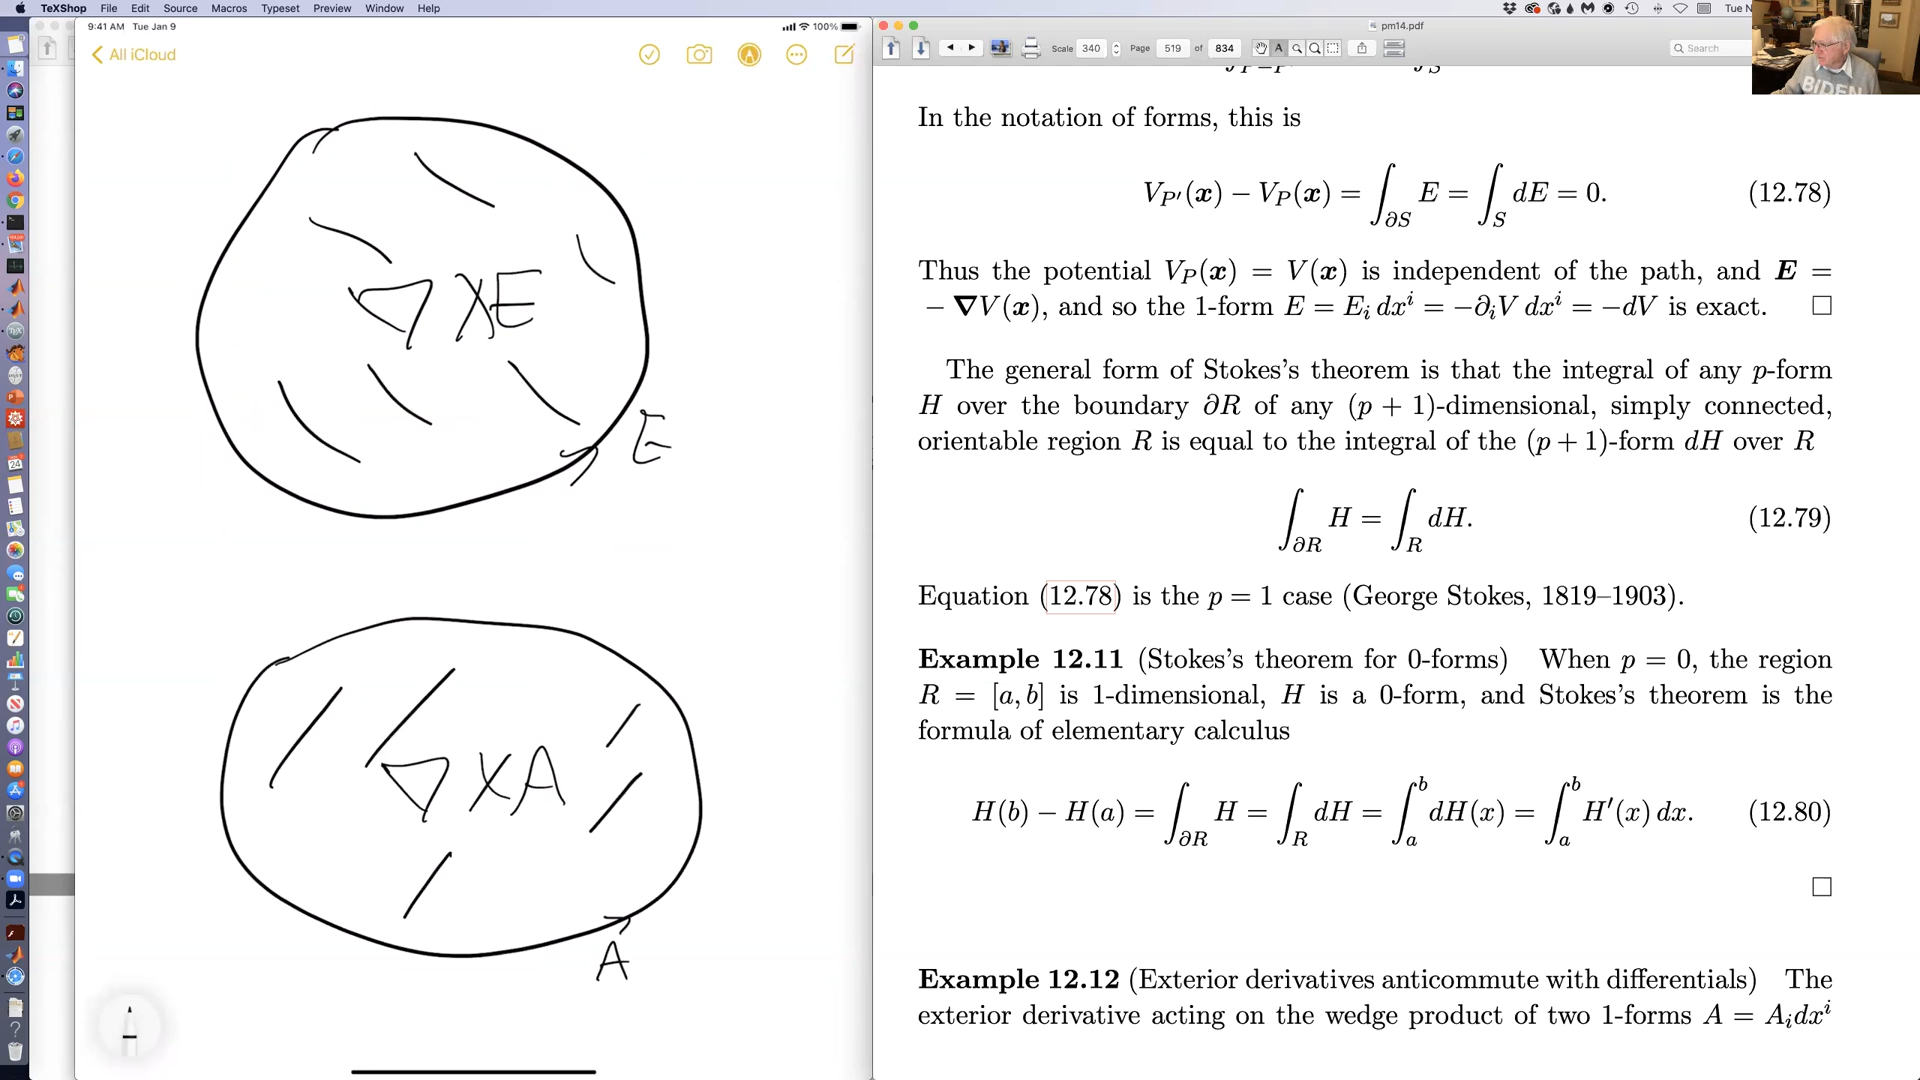 TeXShop File Edit Source Macros Typeset Preview Window Help
Tue N
9:41 AM Tue Jan 9
100%
All iCloud
∇ X E
E
∇ X A
A
pm14.pdf
Scale 340 Page 519 of 834
Search
BIDEN
In the notation of forms, this is
V_{P′}(x) − V_P(x) = ∫_{∂S} E = ∫_S dE = 0. (12.78)
Thus the potential V_P(x) = V(x) is independent of the path, and E =
− ∇V(x), and so the 1-form E = E_i dx^i = −∂_i V dx^i = −dV is exact. □
The general form of Stokes's theorem is that the integral of any p-form
H over the boundary ∂R of any (p + 1)-dimensional, simply connected,
orientable region R is equal to the integral of the (p + 1)-form dH over R
∫_{∂R} H = ∫_R dH. (12.79)
Equation (12.78) is the p = 1 case (George Stokes, 1819–1903).
Example 12.11 (Stokes's theorem for 0-forms) When p = 0, the region
R = [a, b] is 1-dimensional, H is a 0-form, and Stokes's theorem is the
formula of elementary calculus
H(b) − H(a) = ∫_{∂R} H = ∫_R dH = ∫_a^b dH(x) = ∫_a^b H′(x) dx. (12.80)
□
Example 12.12 (Exterior derivatives anticommute with differentials) The
exterior derivative acting on the wedge product of two 1-forms A = A_i dx^i